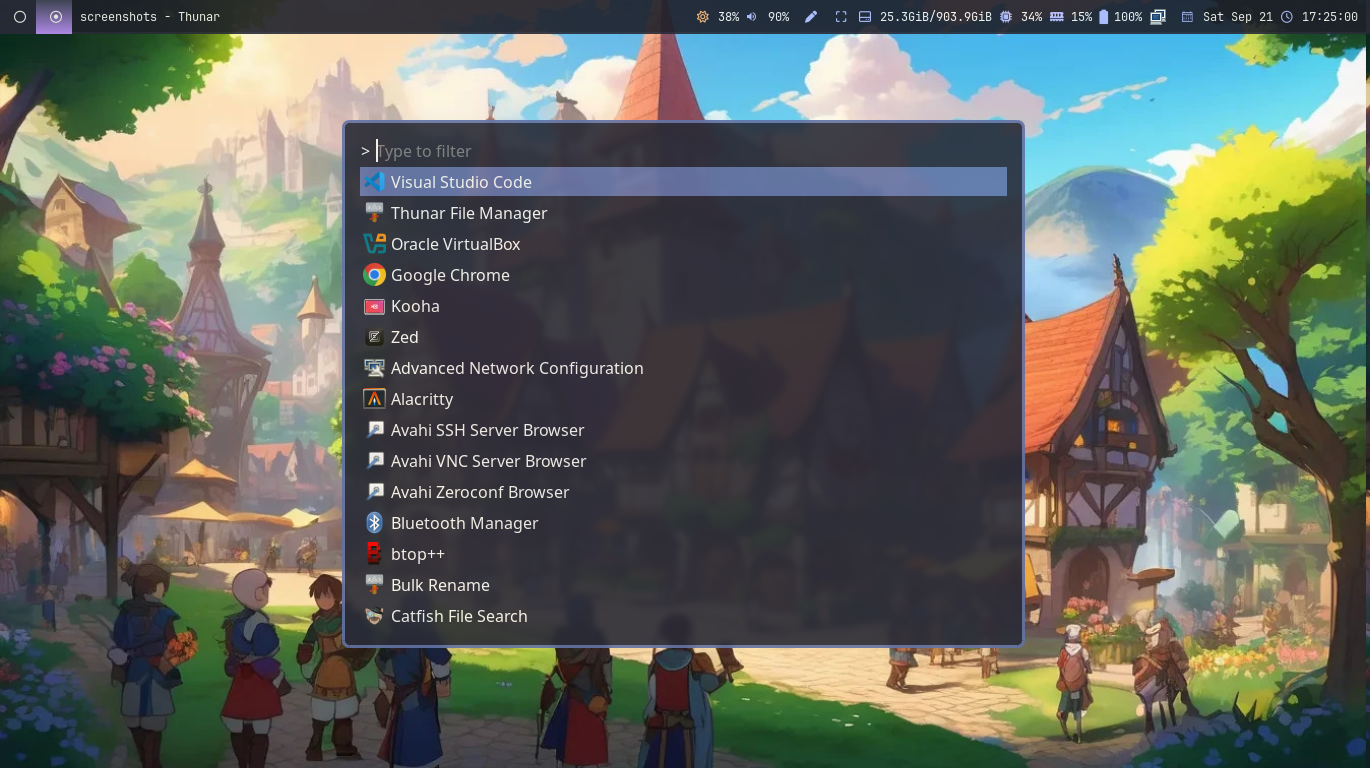 screenshots - Thunar 38% 90% 25.3GiB/903.9GiB 34% 15% 100% Sat Sep 21 17:25:00
> Type to filter
Visual Studio Code
Thunar File Manager
Oracle VirtualBox
Google Chrome
Kooha
Zed
Advanced Network Configuration
Alacritty
Avahi SSH Server Browser
Avahi VNC Server Browser
Avahi Zeroconf Browser
Bluetooth Manager
btop++
Bulk Rename
Catfish File Search